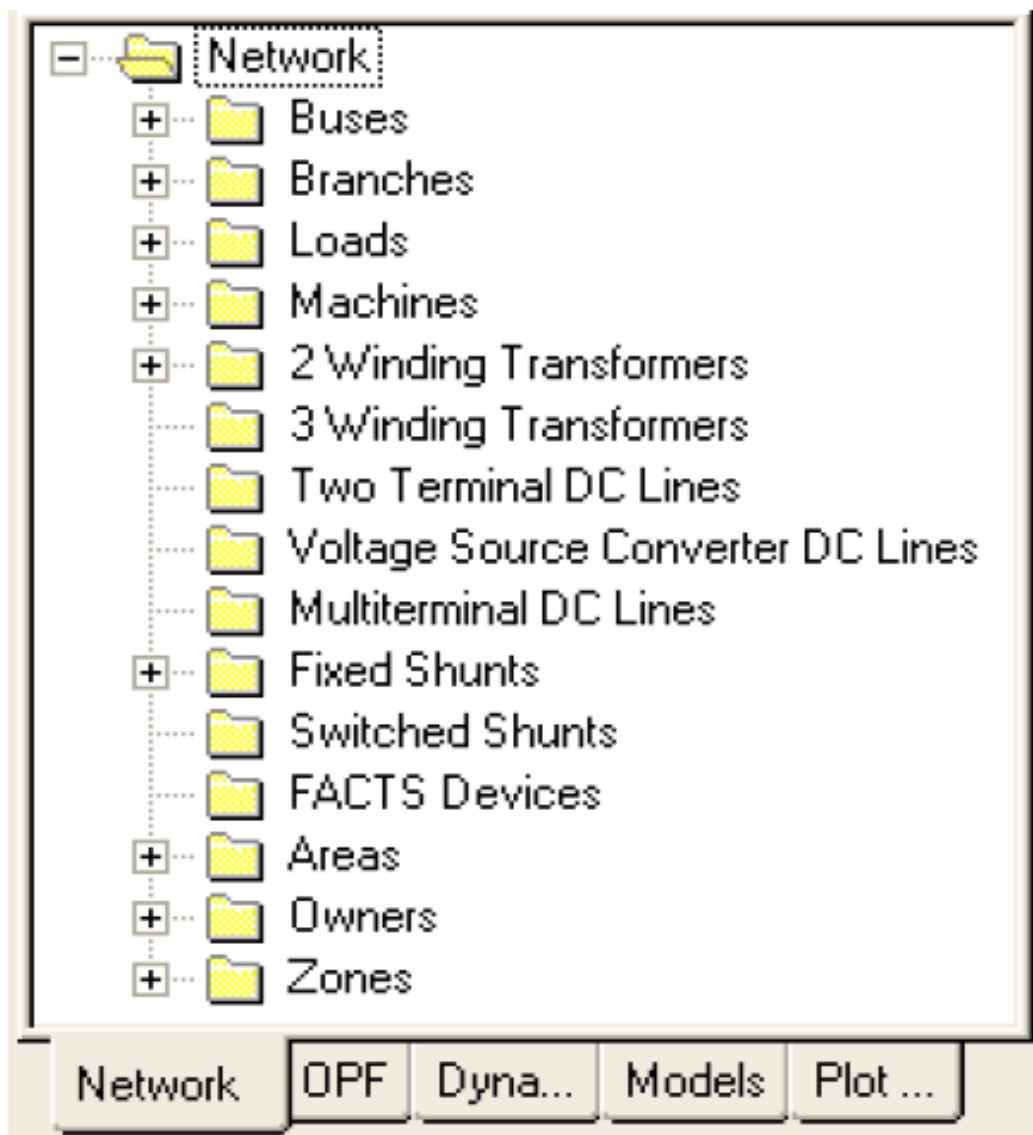 Network
Buses
Branches
Loads
Machines
2 Winding Transformers
3 Winding Transformers
Two Terminal DC Lines
Voltage Source Converter DC Lines
Multiterminal DC Lines
Fixed Shunts
Switched Shunts
FACTS Devices
Areas
Owners
Zones
Network OPF Dyna... Models Plot ...